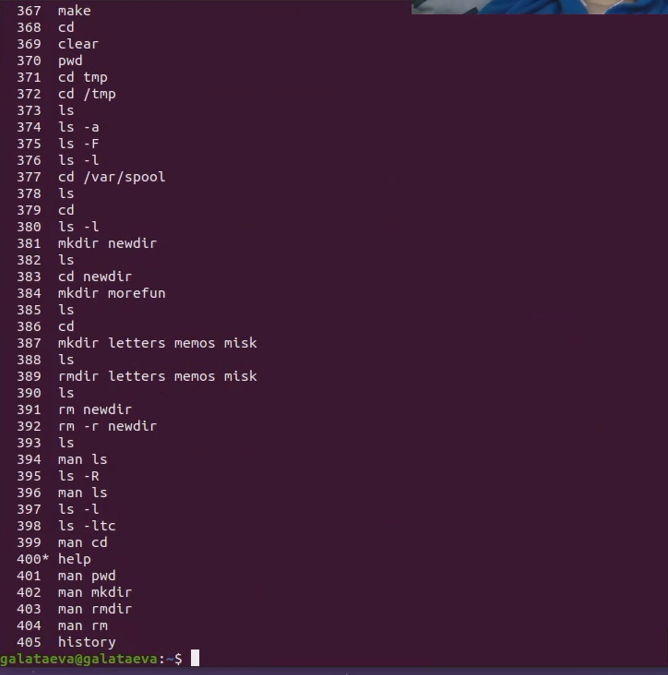 367 make
368 cd
369 clear
370 pwd
371 cd tmp
372 cd /tmp
373 ls
374 ls -a
375 ls -F
376 ls -l
377 cd /var/spool
378 ls
379 cd
380 ls -l
381 mkdir newdir
382 ls
383 cd newdir
384 mkdir morefun
385 ls
386 cd
387 mkdir letters memos misk
388 ls
389 rmdir letters memos misk
390 ls
391 rm newdir
392 rm -r newdir
393 ls
394 man ls
395 ls -R
396 man ls
397 ls -l
398 ls -ltc
399 man cd
400* help
401 man pwd
402 man mkdir
403 man rmdir
404 man rm
405 history
galataeva@galataeva:~$